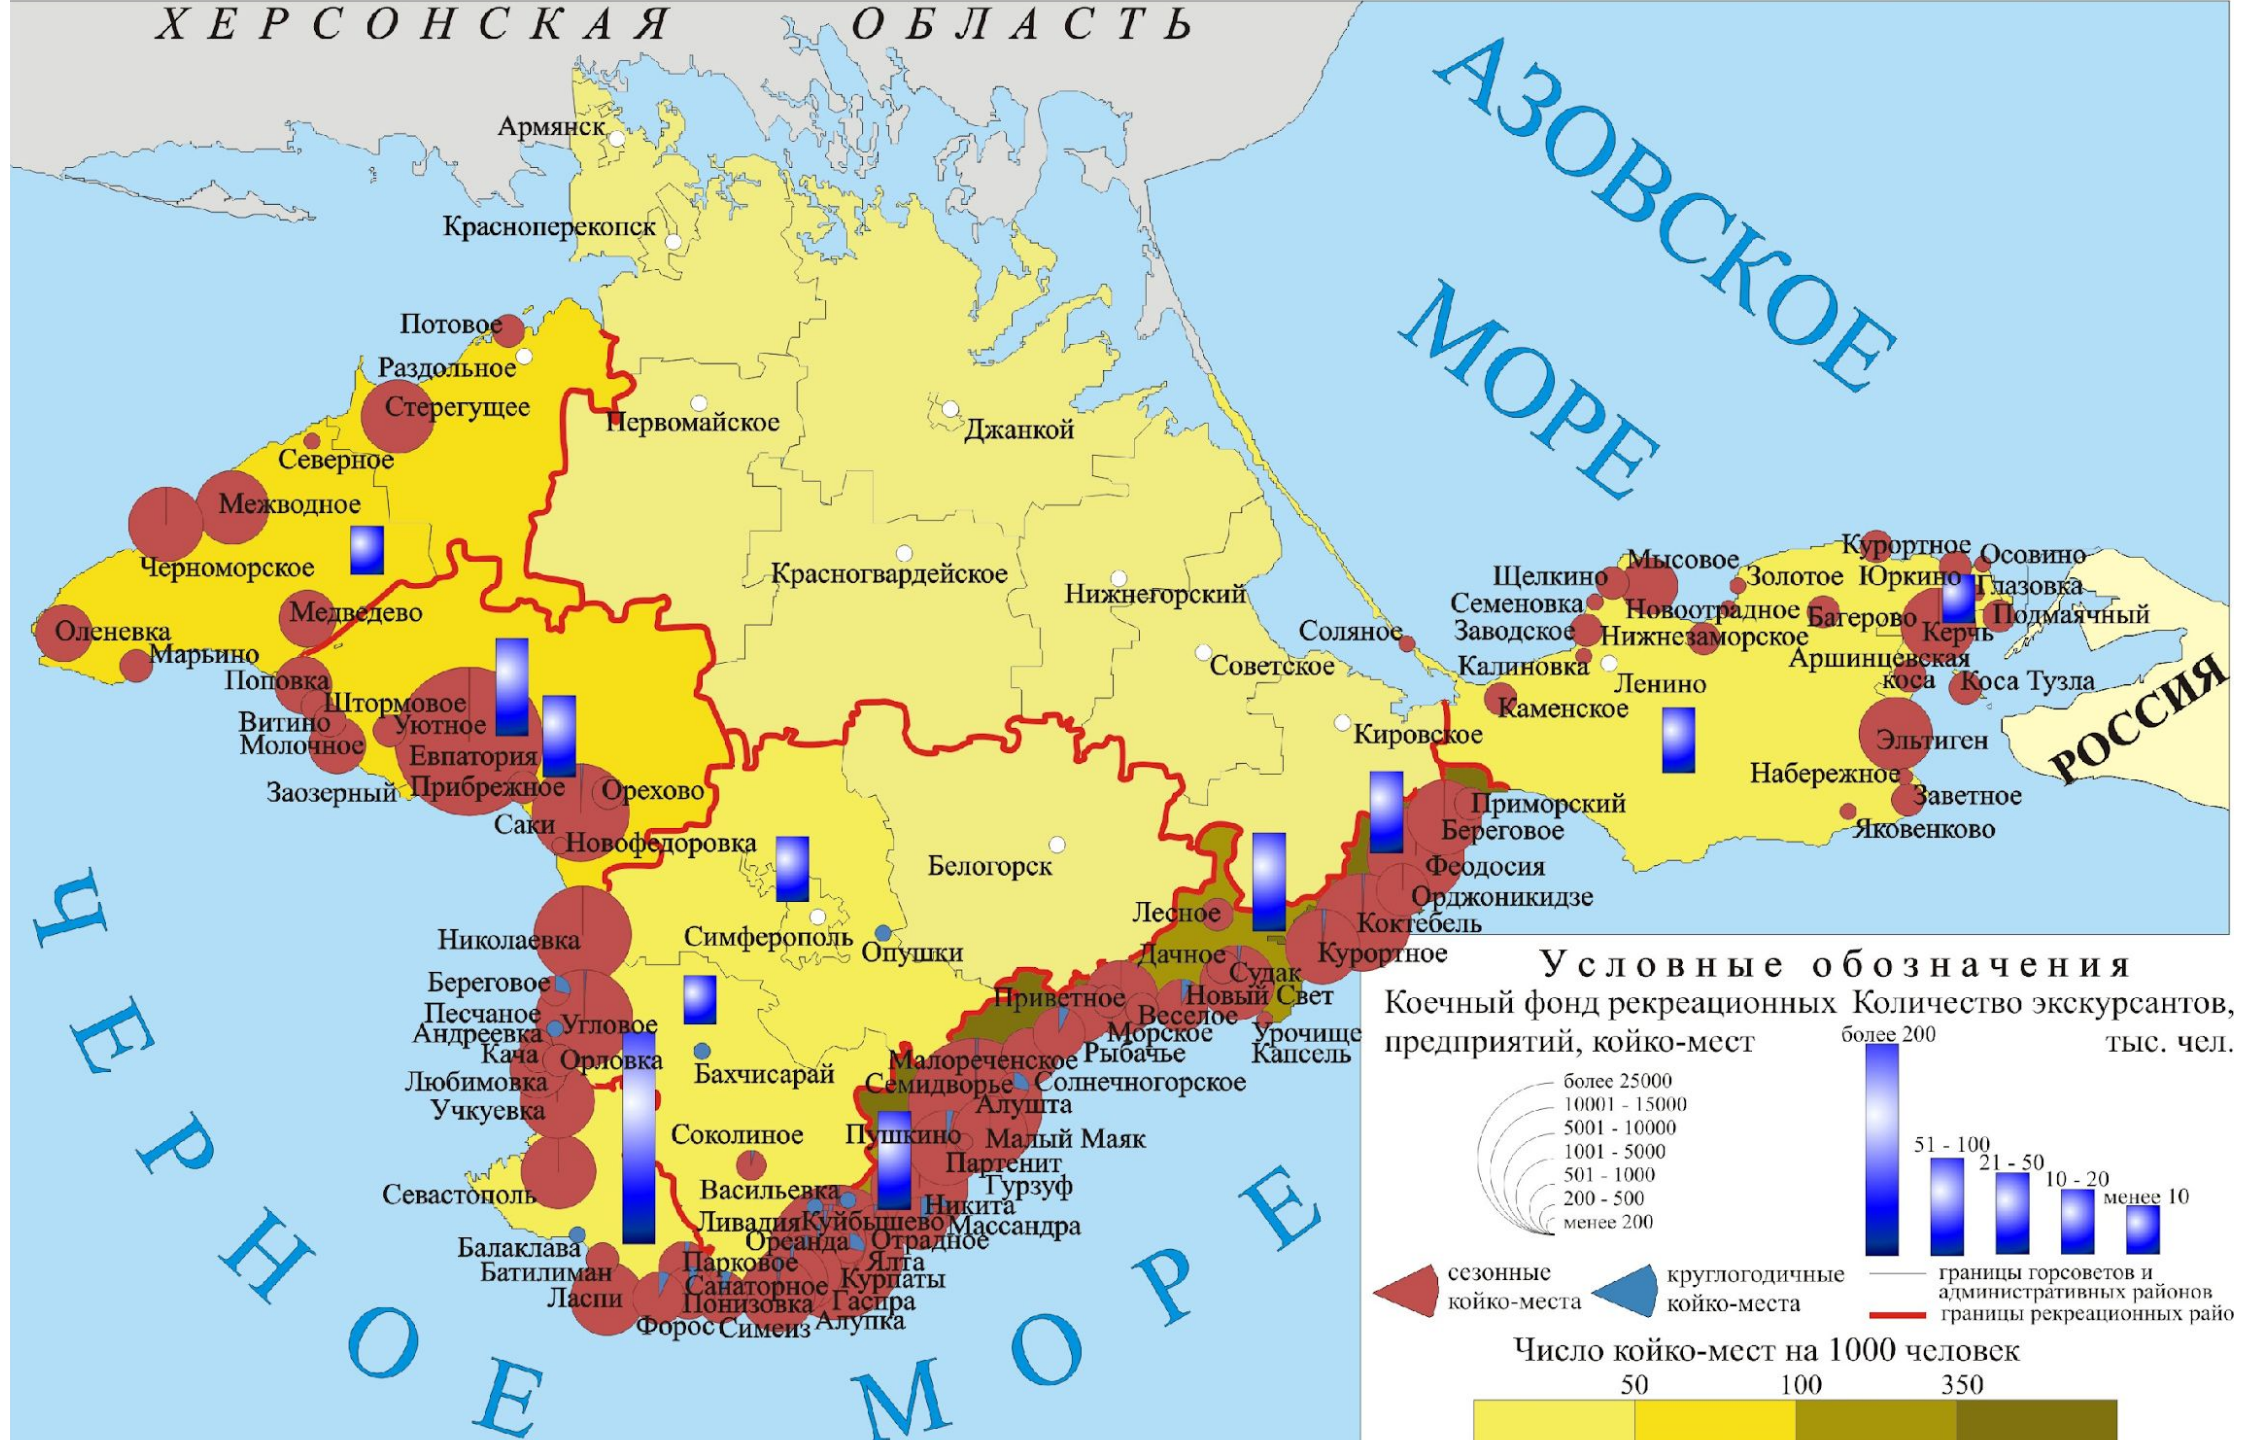 ХЕРСОНСКАЯ ОБЛАСТЬ
АЗОВСКОЕ
МОРЕ
ЧЕРНОЕ МОРЕ
РОССИЯ
Армянск
Красноперекопск
Потовое
Раздольное
Стерегущее
Северное
Межводное
Черноморское
Медведево
Оленевка
Марьино
Первомайское
Джанкой
Красногвардейское
Нижнегорский
Советское
Соляное
Кировское
Поповка
Штормовое
Витино
Уютное
Молочное
Евпатория
Заозерный
Прибрежное
Орехово
Саки
Новофедоровка
Белогорск
Симферополь
Опушки
Николаевка
Береговое
Песчаное
Андреевка
Угловое
Кача
Орловка
Любимовка
Учкуевка
Бахчисарай
Соколиное
Севастополь
Балаклава
Батилиман
Ласпи
Васильевка
Ливадия
Куйбышево
Ореанда
Отрадное
Парковое
Ялта
Санаторное
Курпаты
Понизовка
Гаспра
Форос
Симеиз
Алупка
Никита
Массандра
Гурзуф
Партенит
Пушкино
Малый Маяк
Алушта
Семидворье
Солнечногорское
Малореченское
Рыбачье
Приветное
Морское
Веселое
Новый Свет
Урочище
Капсель
Судак
Дачное
Лесное
Курортное
Коктебель
Орджоникидзе
Феодосия
Береговое
Приморский
Щелкино
Мысовое
Семеновка
Заводское
Новоотрадное
Нижнезаморское
Калиновка
Ленино
Каменское
Золотое
Курортное
Осовино
Юркино
Глазовка
Багерово
Подмаячный
Керчь
Аршинцевская
коса
Коса Тузла
Эльтиген
Набережное
Заветное
Яковенково
Условные обозначения
Коечный фонд рекреационных
предприятий, койко-мест
более 25000
10001 - 15000
5001 - 10000
1001 - 5000
501 - 1000
200 - 500
менее 200
Количество экскурсантов,
тыс. чел.
более 200
51 - 100
21 - 50
10 - 20
менее 10
сезонные
койко-места
круглогодичные
койко-места
границы горсоветов и
административных районов
границы рекреационных райо
Число койко-мест на 1000 человек
50 100 350